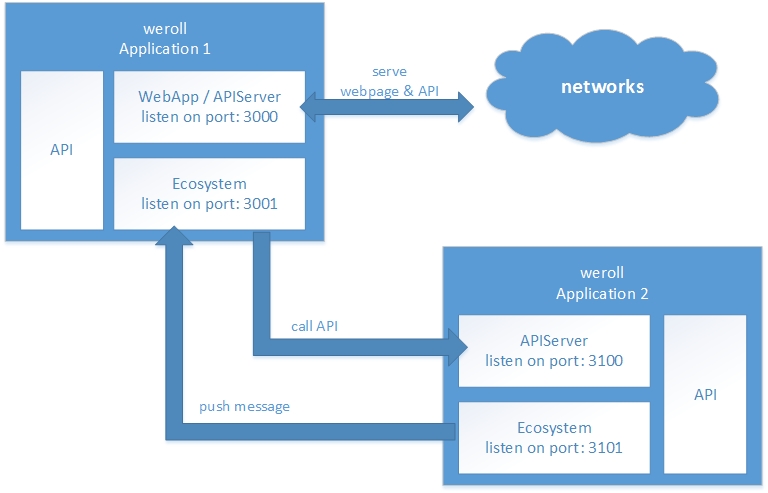 weroll
Application 1
API
WebApp / APIServer
listen on port: 3000
Ecosystem
listen on port: 3001
serve
webpage & API
networks
call API
push message
weroll
Application 2
APIServer
listen on port: 3100
Ecosystem
listen on port: 3101
API